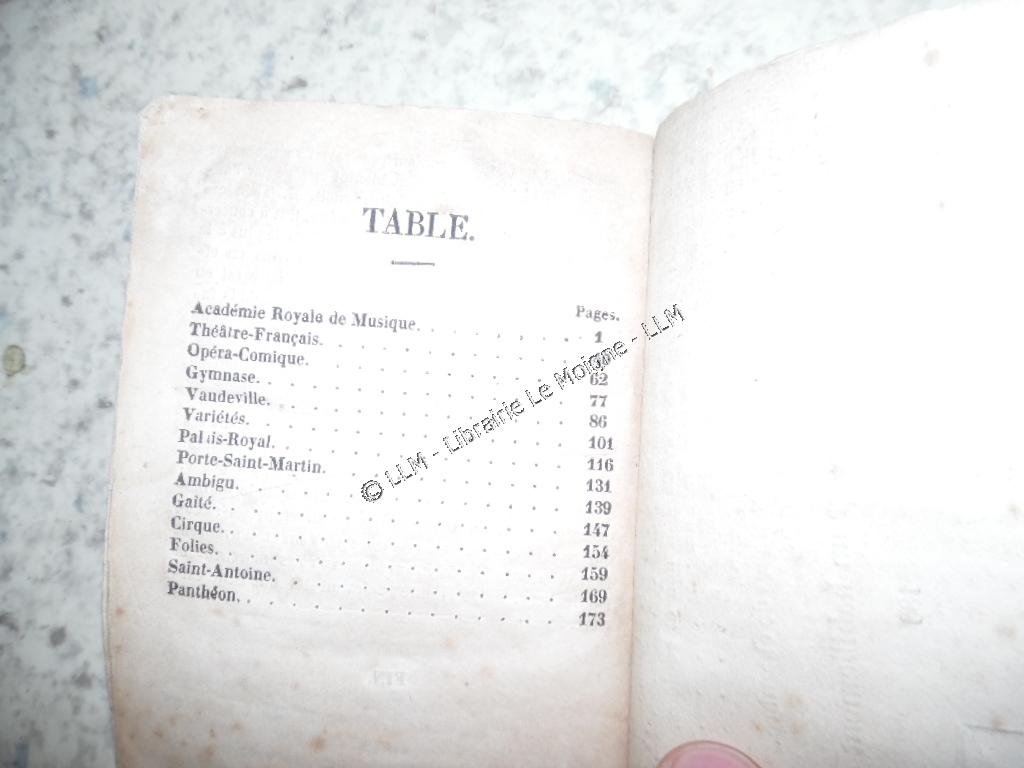 TABLE.
Pages.
Académie Royale de Musique. . . . . . . . 1
Théâtre-Français. . . . . . . . . . .
Opéra-Comique. . . . . . . . . . . 62
Gymnase. . . . . . . . . . . . . 77
Vaudeville. . . . . . . . . . . . 86
Variétés. . . . . . . . . . . . . 101
Palais-Royal. . . . . . . . . . . . 116
Porte-Saint-Martin. . . . . . . . . . 131
Ambigu. . . . . . . . . . . . . 139
Gaîté. . . . . . . . . . . . . . 147
Cirque. . . . . . . . . . . . . . 154
Folies. . . . . . . . . . . . . . 159
Saint-Antoine. . . . . . . . . . . . 169
Panthéon. . . . . . . . . . . . . 173
© LLM - Librairie Le Moigne - LLM